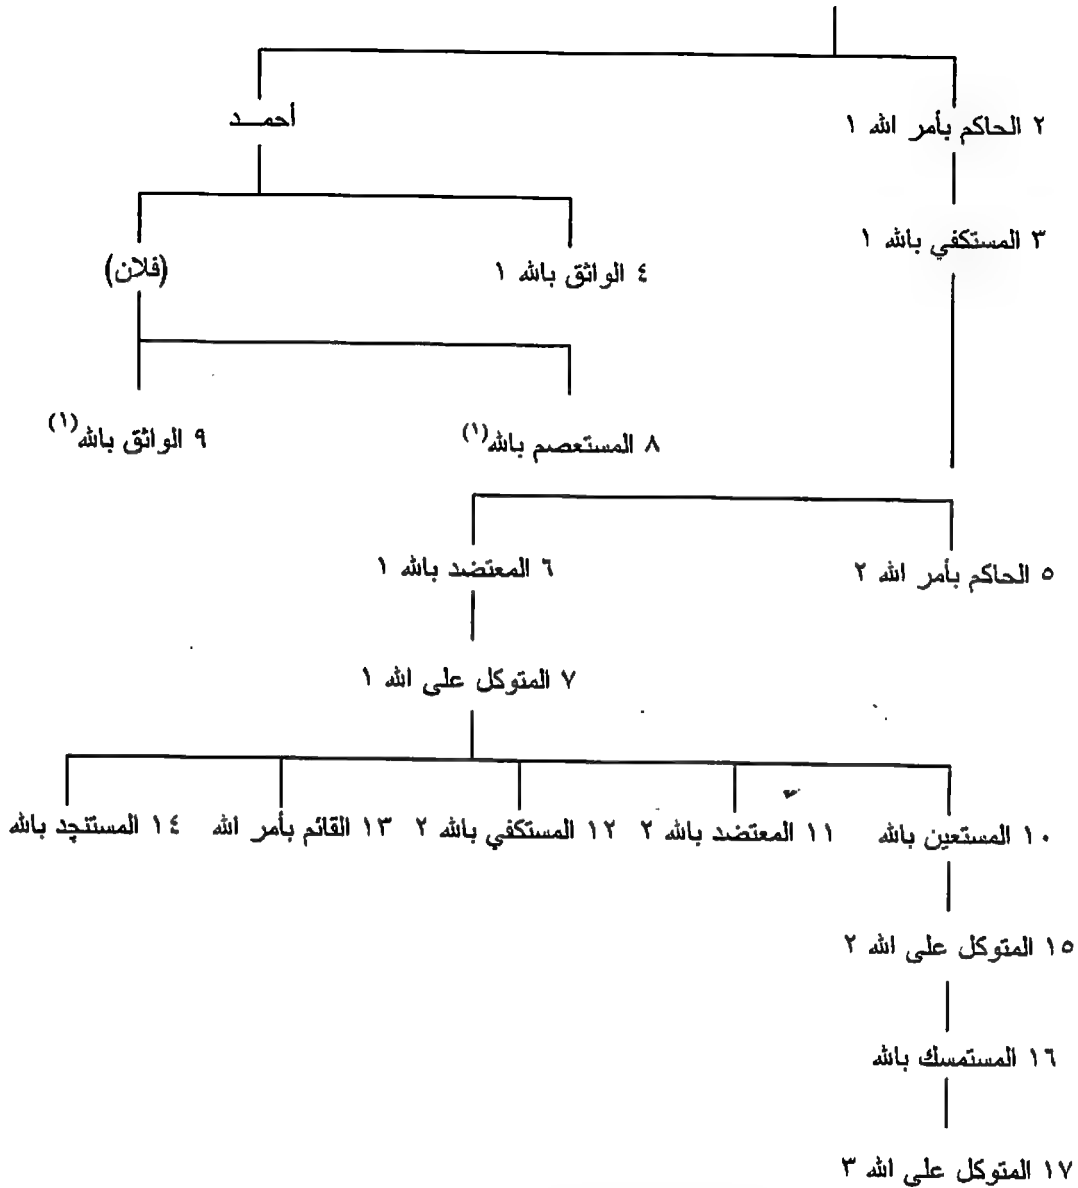 ٢ الحاكم بأمر الله ١
أحمـــد
٣ المستكفي بالله ١
٤ الواثق بالله ١
(فلان)
٨ المستعصم بالله(١)
٩ الواثق بالله(١)
٥ الحاكم بأمر الله ٢
٦ المعتضد بالله ١
٧ المتوكل على الله ١
١٠ المستعين بالله
١١ المعتضد بالله ٢
١٢ المستكفي بالله ٢
١٣ القائم بأمر الله
١٤ المستنجد بالله
١٥ المتوكل على الله ٢
١٦ المستمسك بالله
١٧ المتوكل على الله ٣